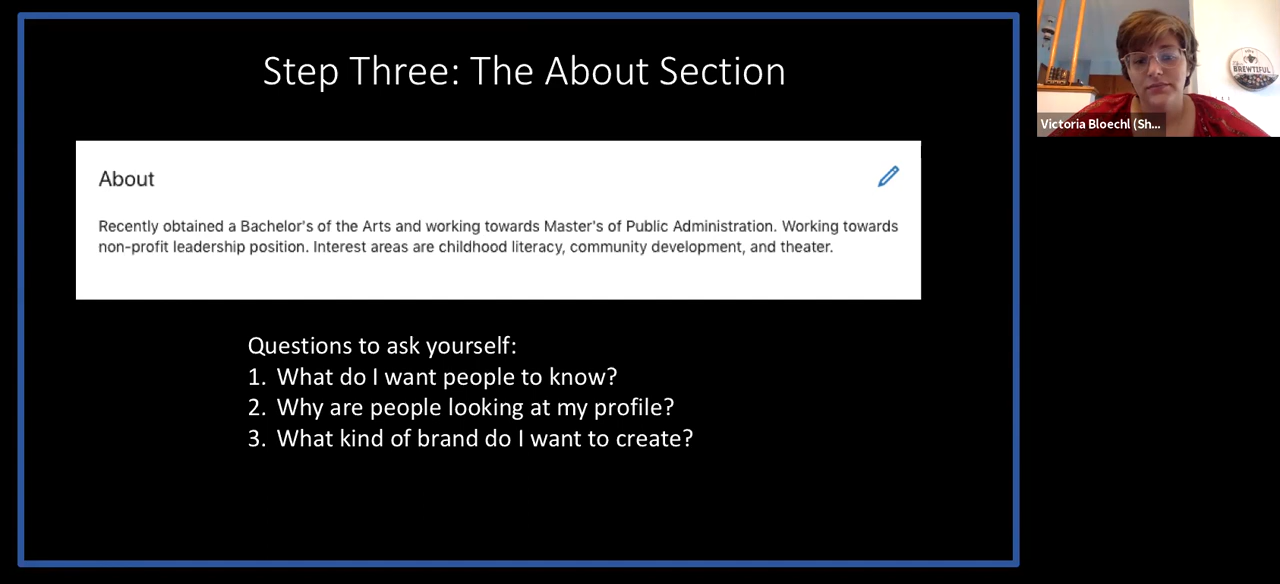 Step Three: The About Section
About
Recently obtained a Bachelor's of the Arts and working towards Master's of Public Administration. Working towards
non-profit leadership position. Interest areas are childhood literacy, community development, and theater.
Questions to ask yourself:
1. What do I want people to know?
2. Why are people looking at my profile?
3. What kind of brand do I want to create?
BREWTIFUL
Victoria Bloechl (Sh...